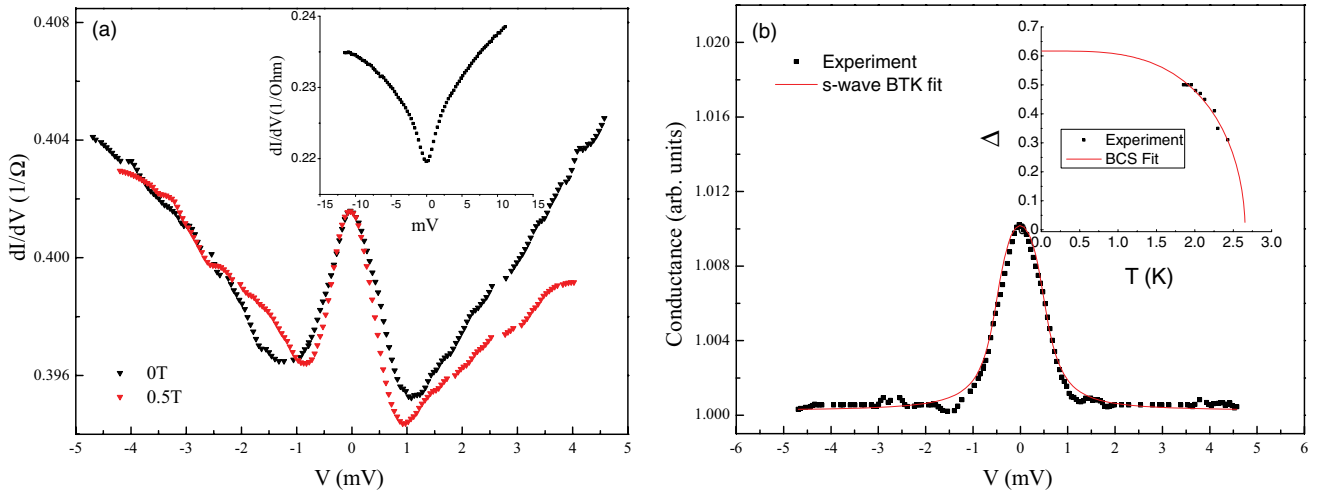 (a)
0.408
0.404
0.400
0.396
dI/dV (1/Ω)
-5 -4 -3 -2 -1 0 1 2 3 4 5
V (mV)
0T
0.5T
0.24
0.23
0.22
dI/dV (1/Ohm)
-15 -10 -5 0 5 10 15
mV
(b)
1.020
1.016
1.012
1.008
1.004
1.000
Conductance (arb. units)
-6 -5 -4 -3 -2 -1 0 1 2 3 4 5 6
V (mV)
Experiment
s-wave BTK fit
0.7
0.6
0.5
0.4
0.3
0.2
0.1
Δ
Experiment
BCS Fit
0.0 0.5 1.0 1.5 2.0 2.5 3.0
T (K)